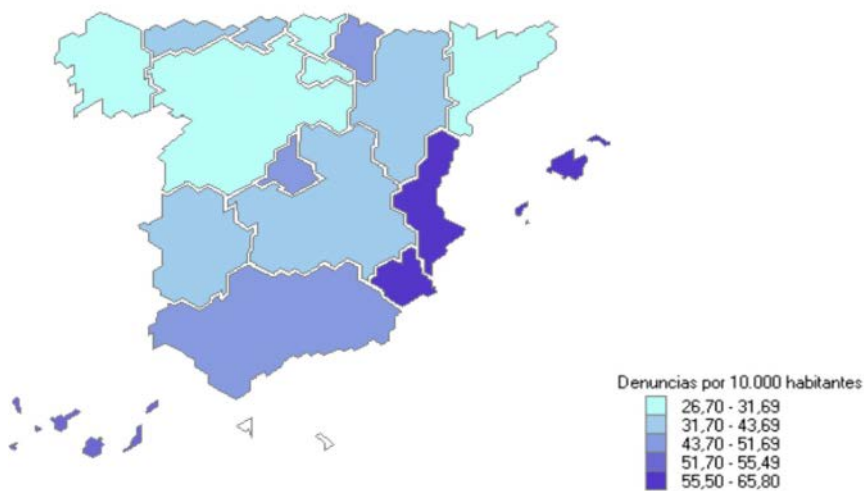 Denuncias por 10.000 habitantes
26,70 - 31,69
31,70 - 43,69
43,70 - 51,69
51,70 - 55,49
55,50 - 65,80